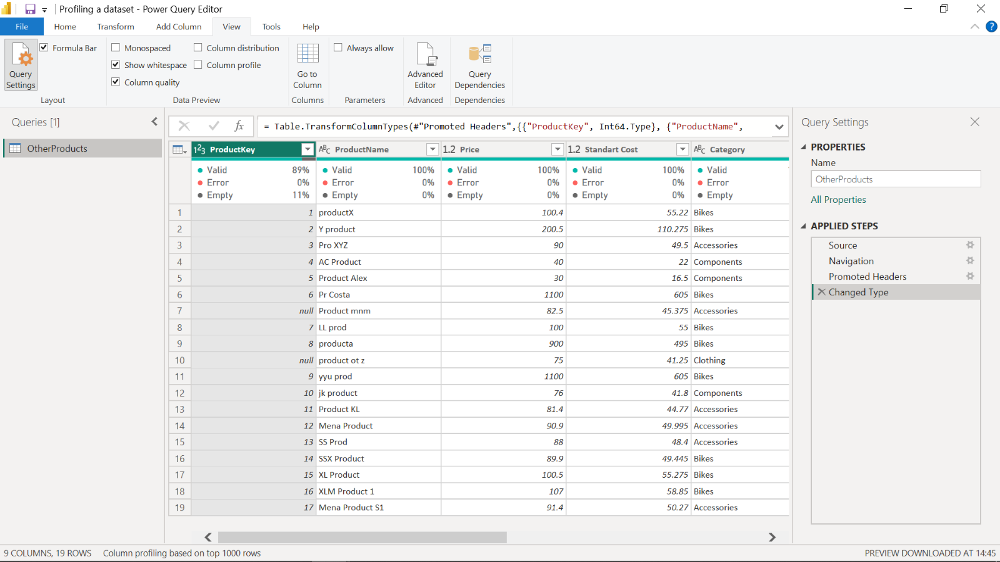 Profiling a dataset - Power Query Editor
File Home Transform Add Column View Tools Help
Query Settings
Formula Bar
Layout
Monospaced
Show whitespace
Column quality
Column distribution
Column profile
Data Preview
Go to Column
Columns
Always allow
Parameters
Advanced Editor
Advanced
Query Dependencies
Dependencies
Queries [1]
OtherProducts
fx
= Table.TransformColumnTypes(#"Promoted Headers",{{"ProductKey", Int64.Type}, {"ProductName",
123 ProductKey ABC ProductName 1.2 Price 1.2 Standart Cost ABC Category
Valid 89% Valid 100% Valid 100% Valid 100% Valid
Error 0% Error 0% Error 0% Error 0% Error
Empty 11% Empty 0% Empty 0% Empty 0% Empty
1 1 productX 100.4 55.22 Bikes
2 2 Y product 200.5 110.275 Bikes
3 3 Pro XYZ 90 49.5 Accessories
4 4 AC Product 40 22 Components
5 5 Product Alex 30 16.5 Components
6 6 Pr Costa 1100 605 Bikes
7 null Product mnm 82.5 45.375 Accessories
8 7 LL prod 100 55 Bikes
9 8 producta 900 495 Bikes
10 null product ot z 75 41.25 Clothing
11 9 yyu prod 1100 605 Bikes
12 10 jk product 76 41.8 Components
13 11 Product KL 81.4 44.77 Accessories
14 12 Mena Product 90.9 49.995 Accessories
15 13 SS Prod 88 48.4 Accessories
16 14 SSX Product 89.9 49.445 Bikes
17 15 XL Product 100.5 55.275 Bikes
18 16 XLM Product 1 107 58.85 Bikes
19 17 Mena Product S1 91.4 50.27 Accessories
Query Settings
PROPERTIES
Name
OtherProducts
All Properties
APPLIED STEPS
Source
Navigation
Promoted Headers
Changed Type
9 COLUMNS, 19 ROWS Column profiling based on top 1000 rows
PREVIEW DOWNLOADED AT 14:45